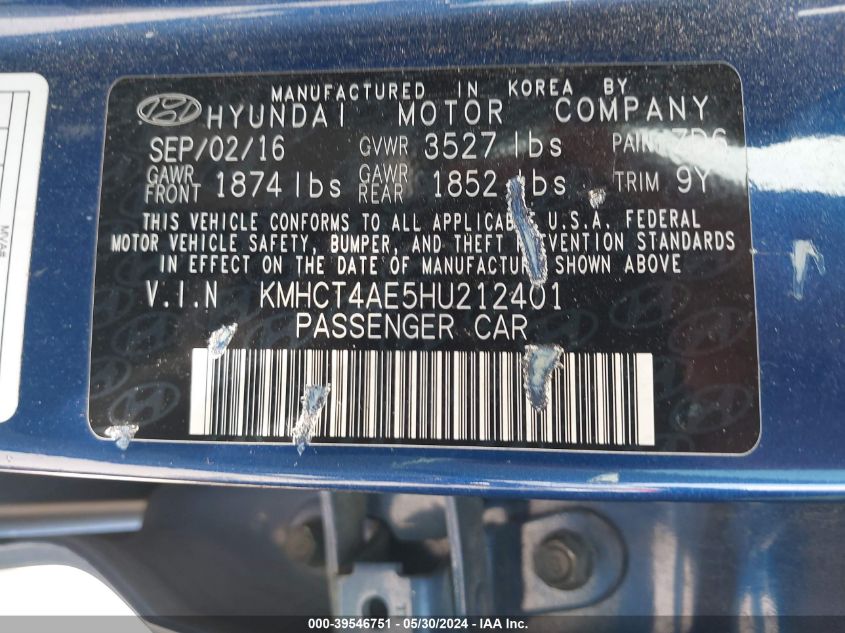 MANUFACTURED IN KOREA BY
HYUNDAI MOTOR COMPANY
SEP/02/16 GVWR 3527 lbs
GAWR FRONT 1874 lbs GAWR REAR 1852 lbs TRIM 9Y
THIS VEHICLE CONFORMS TO ALL U.S.A. FEDERAL
MOTOR VEHICLE SAFETY, BUMPER, AND THEFT STANDARDS
IN EFFECT ON THE DATE OF MANUFACTURE SHOWN ABOVE
V.I.N KMHCT4AE5HU212401
PASSENGER CAR
MVA#
000-39546751 - 05/30/2024 - IAA Inc.